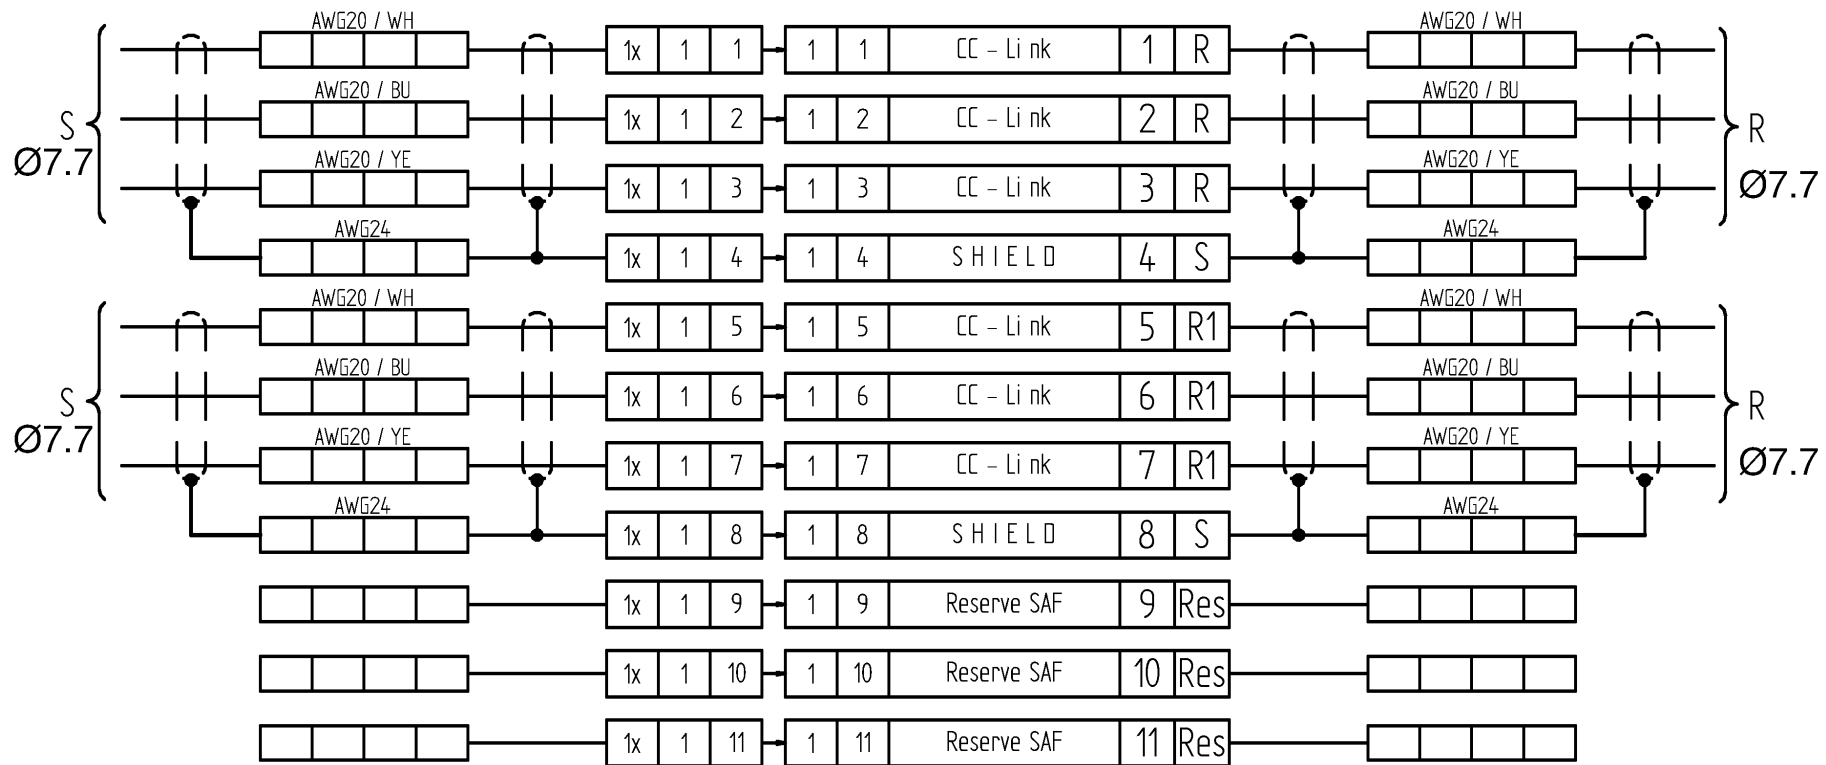 AWG20 / WH AWG20 / WH
1x 1 1 1 1 CC - Link 1 R
AWG20 / BU AWG20 / BU
S 1x 1 2 1 2 CC - Link 2 R R
Ø7.7 AWG20 / YE AWG20 / YE Ø7.7
1x 1 3 1 3 CC - Link 3 R
AWG24 AWG24
1x 1 4 1 4 SHIELD 4 S
AWG20 / WH AWG20 / WH
1x 1 5 1 5 CC - Link 5 R1
AWG20 / BU AWG20 / BU
S 1x 1 6 1 6 CC - Link 6 R1 R
Ø7.7 AWG20 / YE AWG20 / YE Ø7.7
1x 1 7 1 7 CC - Link 7 R1
AWG24 AWG24
1x 1 8 1 8 SHIELD 8 S
1x 1 9 1 9 Reserve SAF 9 Res
1x 1 10 1 10 Reserve SAF 10 Res
1x 1 11 1 11 Reserve SAF 11 Res